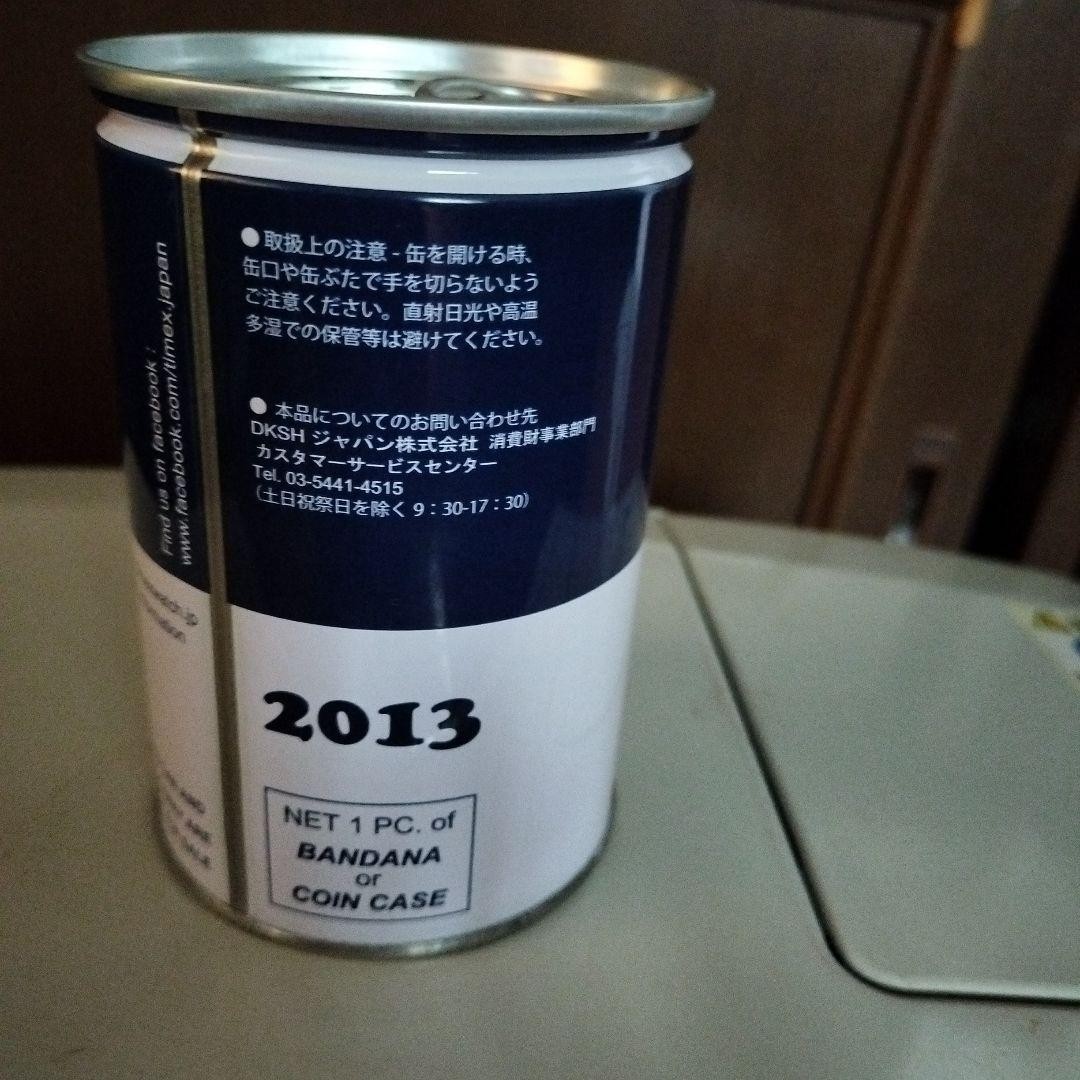 Find us on facebook :
www.facebook.com/timex.japan
●取扱上の注意 - 缶を開ける時、
缶口や缶ぶたで手を切らないよう
ご注意ください。直射日光や高温
多湿での保管等は避けてください。
● 本品についてのお問い合わせ先
DKSH ジャパン株式会社 消費財事業部門
カスタマーサービスセンター
Tel. 03-5441-4515
（土日祝祭日を除く 9：30-17：30）
2013
NET 1 PC. of
BANDANA
or
COIN CASE